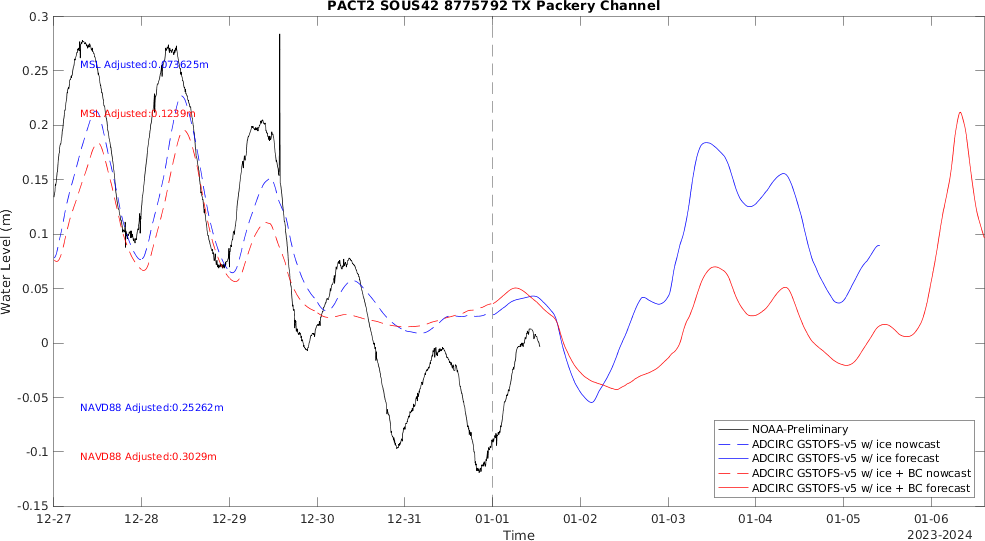 PACT2 SOUS42 8775792 TX Packery Channel
0.3
0.25
0.2
0.15
0.1
0.05
0
-0.05
-0.1
-0.15
Water Level (m)
MSL Adjusted:0.073625m
MSL Adjusted:0.1239m
NAVD88 Adjusted:0.25262m
NAVD88 Adjusted:0.3029m
NOAA-Preliminary
ADCIRC GSTOFS-v5 w/ ice nowcast
ADCIRC GSTOFS-v5 w/ ice forecast
ADCIRC GSTOFS-v5 w/ ice + BC nowcast
ADCIRC GSTOFS-v5 w/ ice + BC forecast
12-27 12-28 12-29 12-30 12-31 01-01 01-02 01-03 01-04 01-05 01-06
Time
2023-2024